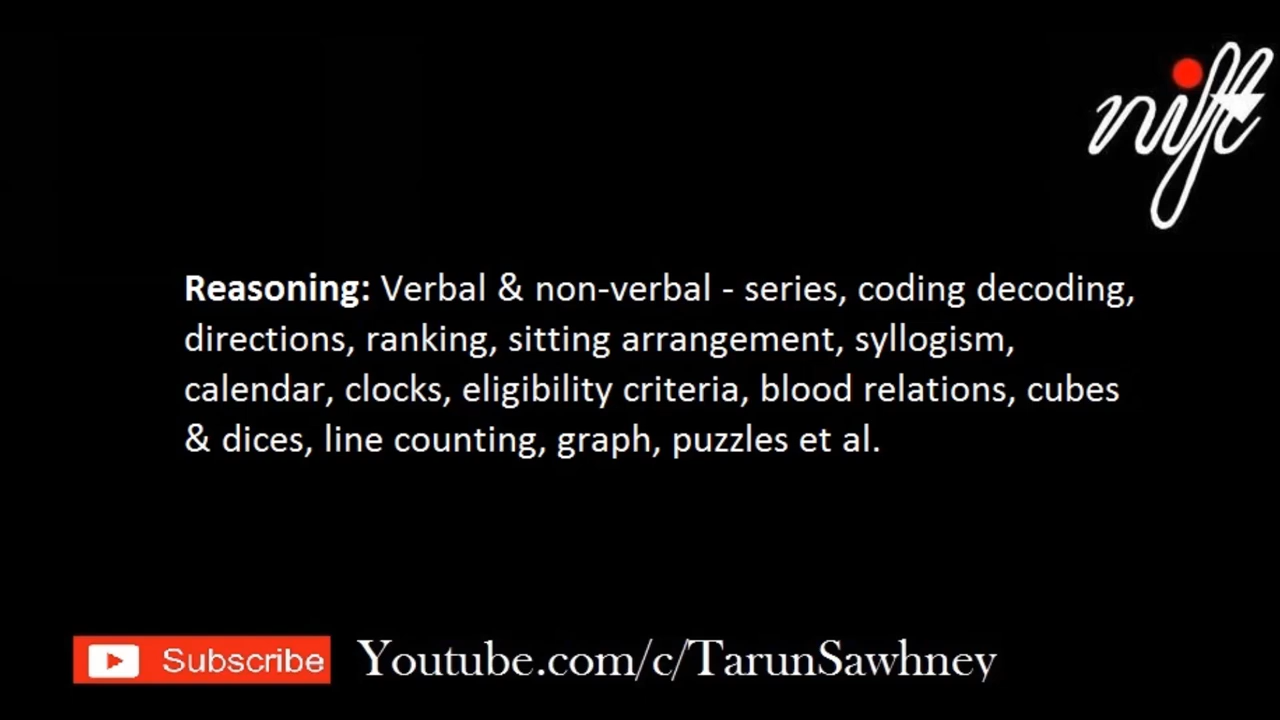 nift
Reasoning: Verbal & non-verbal - series, coding decoding,
directions, ranking, sitting arrangement, syllogism,
calendar, clocks, eligibility criteria, blood relations, cubes
& dices, line counting, graph, puzzles et al.
Subscribe Youtube.com/c/TarunSawhney